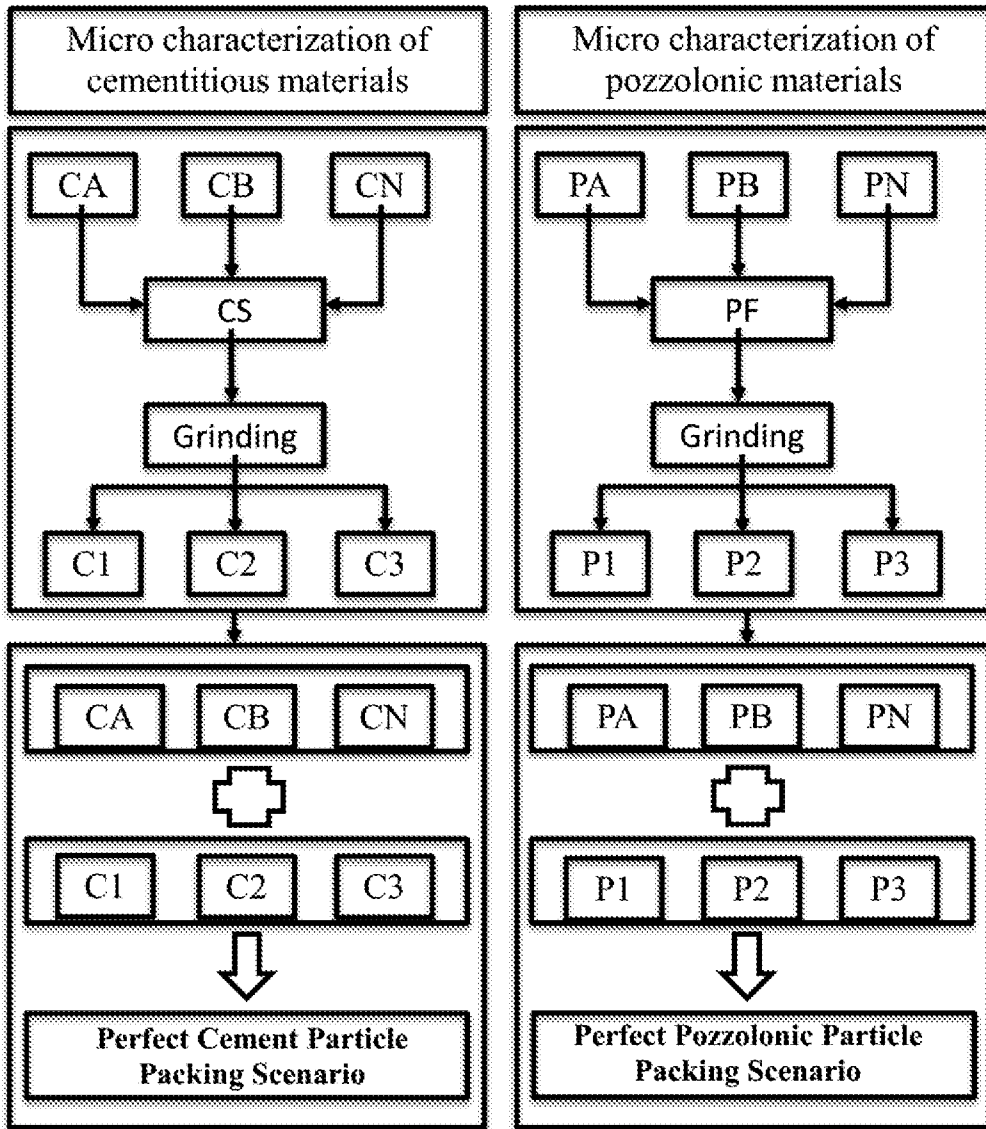 Micro characterization of
cementitious materials
CA CB CN
CS
Grinding
C1 C2 C3
CA CB CN
C1 C2 C3
Perfect Cement Particle
Packing Scenario
Micro characterization of
pozzolonic materials
PA PB PN
PF
Grinding
P1 P2 P3
PA PB PN
P1 P2 P3
Perfect Pozzolonic Particle
Packing Scenario